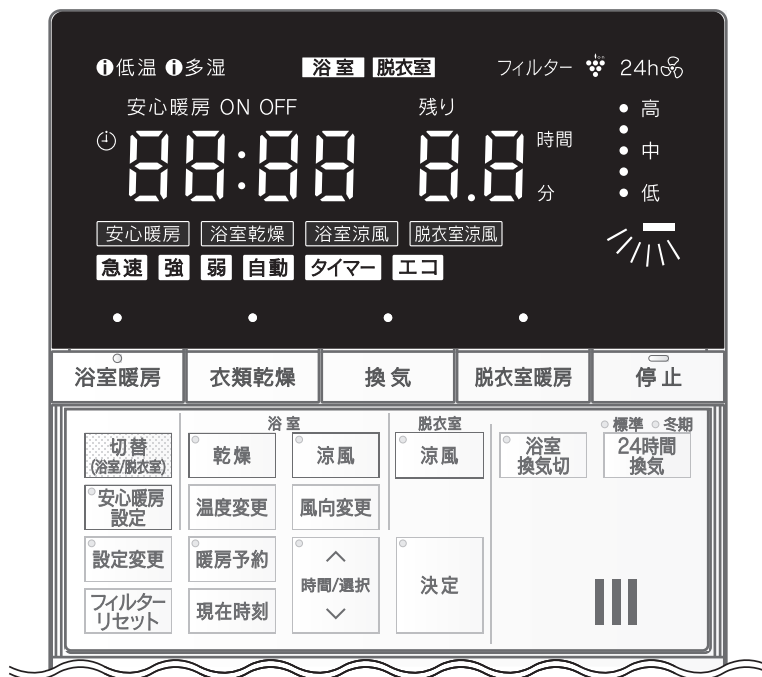 低温 多湿 浴室 脱衣室 フィルター 24h
安心暖房 ON OFF 残り 高
88:88 8.8 時間 中
分 低
安心暖房 浴室乾燥 浴室涼風 脱衣室涼風
急速 強 弱 自動 タイマー エコ
浴室暖房 衣類乾燥 換気 脱衣室暖房 停止
浴室 脱衣室 標準 冬期
切替 乾燥 涼風 涼風 浴室 24時間
(浴室/脱衣室) 換気切 換気
安心暖房 温度変更 風向変更
設定
設定変更 暖房予約
時間/選択 決定
フィルター 現在時刻
リセット